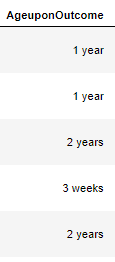 AgeuponOutcome
1 year
1 year
2 years
3 weeks
2 years